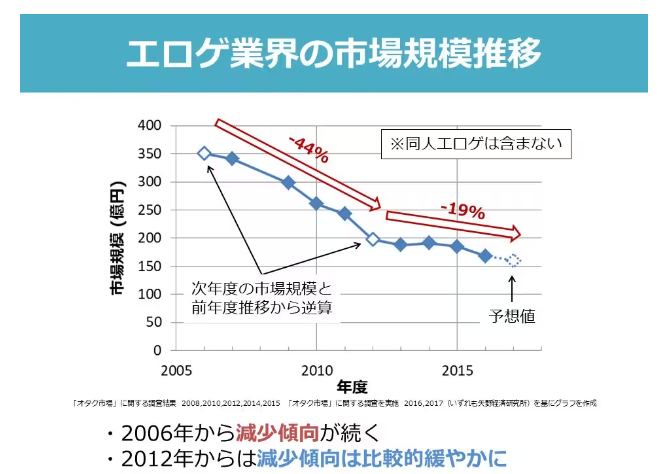 エロゲ業界の市場規模推移
※同人エロゲは含まない
-44%
-19%
市場規模 (億円)
400
350
300
250
200
150
100
50
0
次年度の市場規模と
前年度推移から逆算
予想値
2005
2010
2015
年度
「オタク市場」に関する調査結果 2008,2010,2012,2014,2015 「オタク市場」に関する調査を実施 2016,2017（いずれも矢野経済研究所）を基にグラフを作成
・2006年から減少傾向が続く
・2012年からは減少傾向は比較的緩やかに